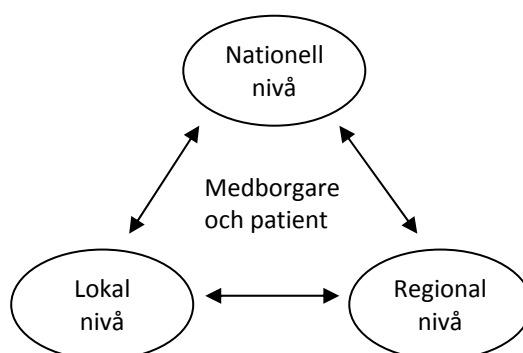 Nationell
nivå
Medborgare
och patient
Lokal
nivå
Regional
nivå